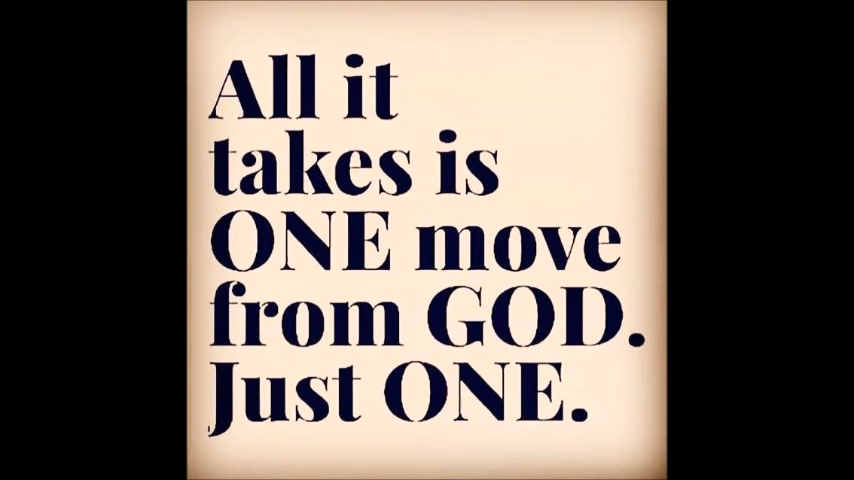 All it
takes is
ONE move
from GOD.
Just ONE.